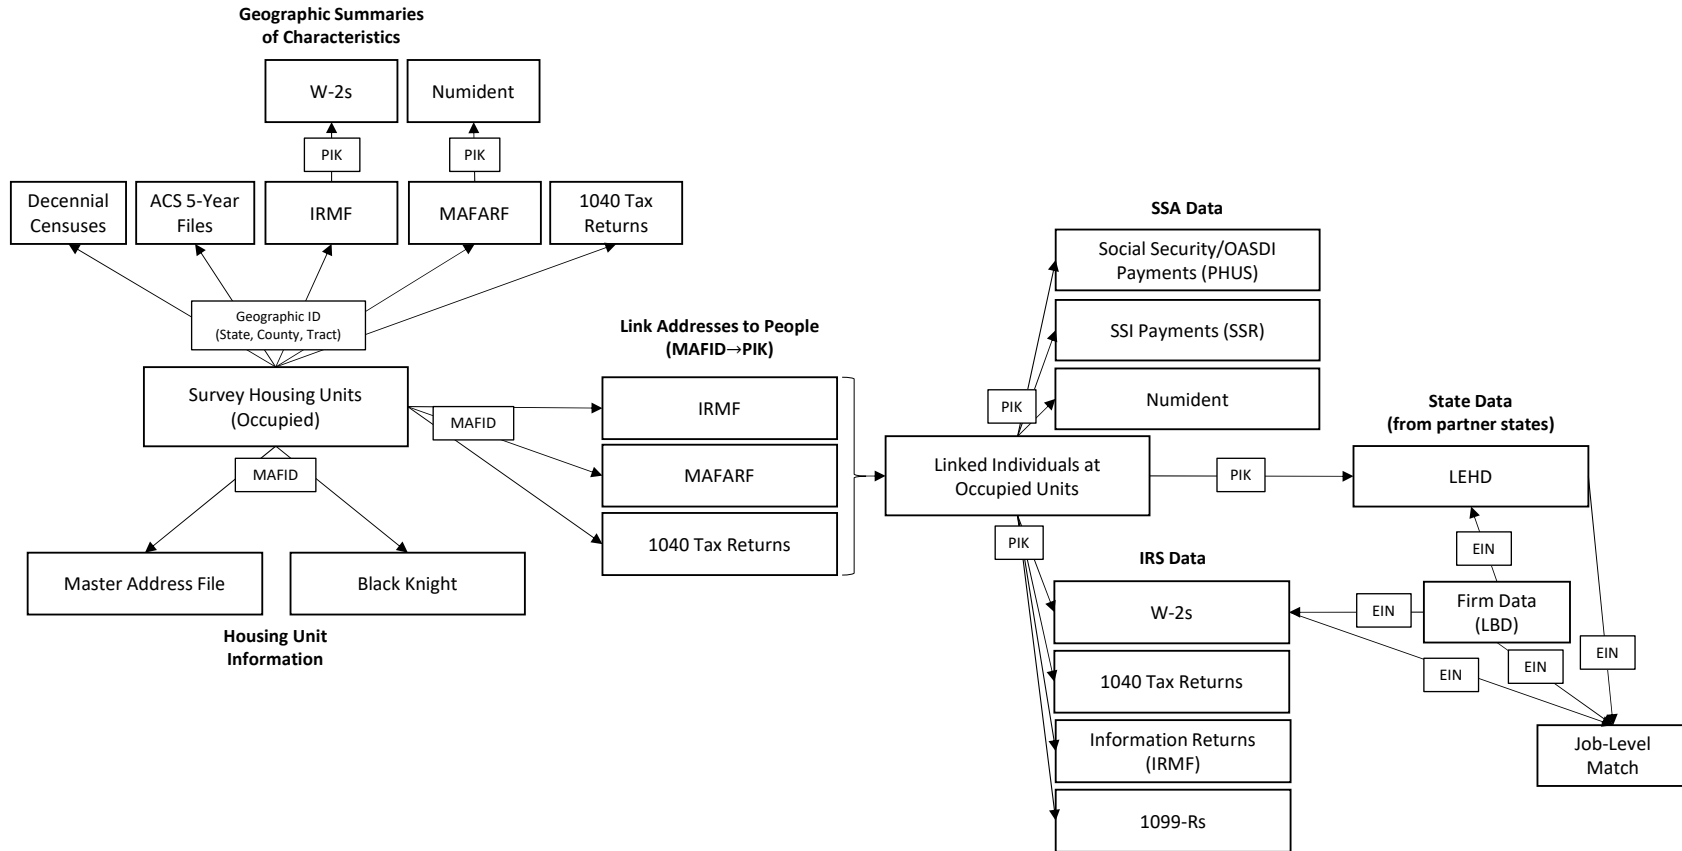 Geographic Summaries
of Characteristics
W-2s
Numident
PIK
PIK
Decennial
Censuses
ACS 5-Year
Files
IRMF
MAFARF
1040 Tax
Returns
Geographic ID
(State, County, Tract)
Survey Housing Units
(Occupied)
MAFID
Master Address File
Black Knight
Housing Unit
Information
MAFID
Link Addresses to People
(MAFID→PIK)
IRMF
MAFARF
1040 Tax Returns
SSA Data
Social Security/OASDI
Payments (PHUS)
SSI Payments (SSR)
Numident
PIK
Linked Individuals at
Occupied Units
PIK
PIK
State Data
(from partner states)
LEHD
IRS Data
W-2s
1040 Tax Returns
Information Returns
(IRMF)
1099-Rs
EIN
EIN
Firm Data
(LBD)
EIN
EIN
EIN
Job-Level
Match